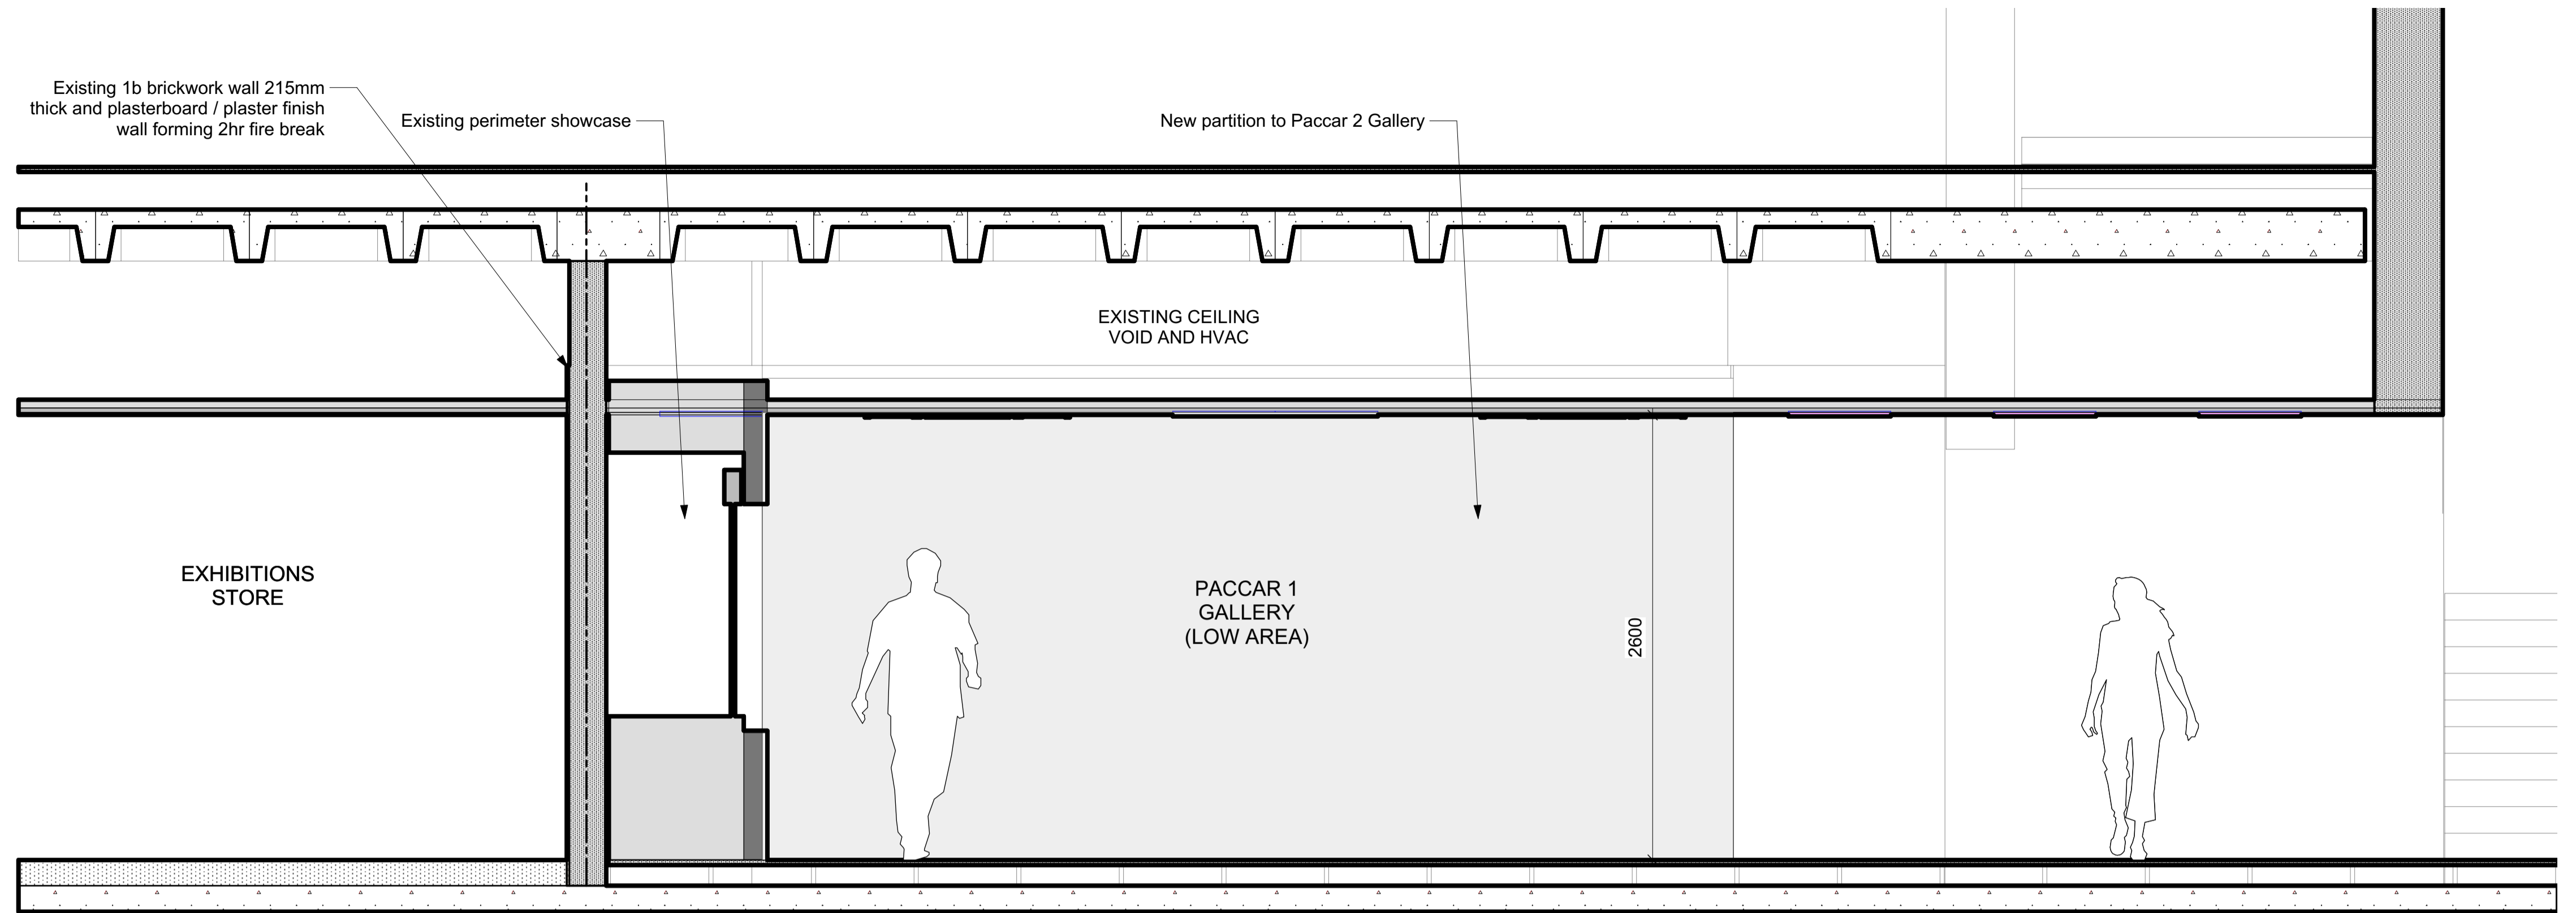 Existing 1b brickwork wall 215mm
thick and plasterboard / plaster finish
wall forming 2hr fire break
Existing perimeter showcase
New partition to Paccar 2 Gallery
EXISTING CEILING
VOID AND HVAC
EXHIBITIONS
STORE
PACCAR 1
GALLERY
(LOW AREA)
2600